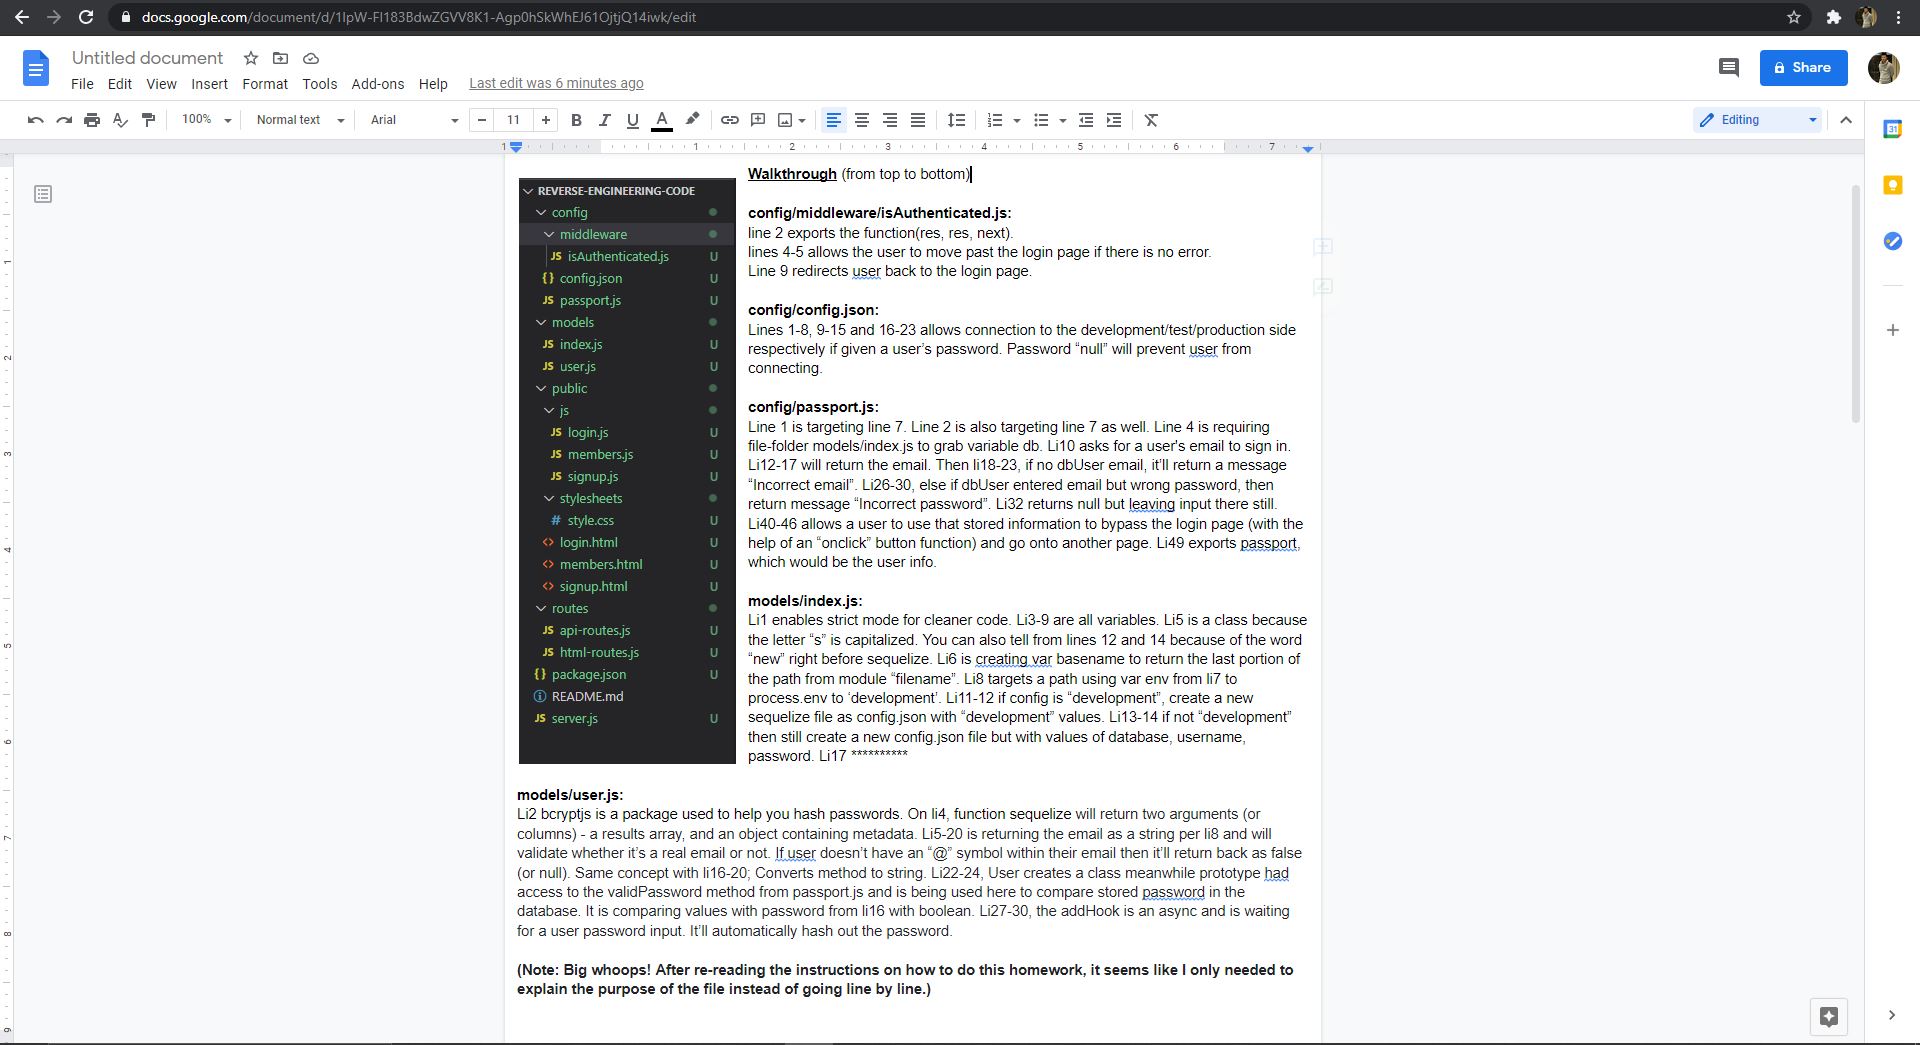 docs.google.com/document/d/1IpW-FI183BdwZGVV8K1-Agp0hSkWhEJ61OjtjQ14iwk/edit
Untitled document
File Edit View Insert Format Tools Add-ons Help Last edit was 6 minutes ago
Share
100% Normal text Arial 11 B I U A Editing
1 1 2 3 4 5 6 7
31
Walkthrough (from top to bottom)
REVERSE-ENGINEERING-CODE
config
middleware
JS isAuthenticated.js U
{} config.json U
JS passport.js U
models
JS index.js U
JS user.js U
public
js
JS login.js U
JS members.js U
JS signup.js U
stylesheets
# style.css U
<> login.html U
<> members.html U
<> signup.html U
routes
JS api-routes.js U
JS html-routes.js U
{} package.json U
README.md
JS server.js U
config/middleware/isAuthenticated.js:
line 2 exports the function(res, res, next).
lines 4-5 allows the user to move past the login page if there is no error.
Line 9 redirects user back to the login page.
config/config.json:
Lines 1-8, 9-15 and 16-23 allows connection to the development/test/production side
respectively if given a user’s password. Password “null” will prevent user from
connecting.
config/passport.js:
Line 1 is targeting line 7. Line 2 is also targeting line 7 as well. Line 4 is requiring
file-folder models/index.js to grab variable db. Li10 asks for a user's email to sign in.
Li12-17 will return the email. Then li18-23, if no dbUser email, it’ll return a message
“Incorrect email”. Li26-30, else if dbUser entered email but wrong password, then
return message “Incorrect password”. Li32 returns null but leaving input there still.
Li40-46 allows a user to use that stored information to bypass the login page (with the
help of an “onclick” button function) and go onto another page. Li49 exports passport,
which would be the user info.
models/index.js:
Li1 enables strict mode for cleaner code. Li3-9 are all variables. Li5 is a class because
the letter “s” is capitalized. You can also tell from lines 12 and 14 because of the word
“new” right before sequelize. Li6 is creating var basename to return the last portion of
the path from module “filename”. Li8 targets a path using var env from li7 to
process.env to ‘development’. Li11-12 if config is “development”, create a new
sequelize file as config.json with “development” values. Li13-14 if not “development”
then still create a new config.json file but with values of database, username,
password. Li17 **********
models/user.js:
Li2 bcryptjs is a package used to help you hash passwords. On li4, function sequelize will return two arguments (or
columns) - a results array, and an object containing metadata. Li5-20 is returning the email as a string per li8 and will
validate whether it’s a real email or not. If user doesn’t have an “@” symbol within their email then it’ll return back as false
(or null). Same concept with li16-20; Converts method to string. Li22-24, User creates a class meanwhile prototype had
access to the validPassword method from passport.js and is being used here to compare stored password in the
database. It is comparing values with password from li16 with boolean. Li27-30, the addHook is an async and is waiting
for a user password input. It’ll automatically hash out the password.
(Note: Big whoops! After re-reading the instructions on how to do this homework, it seems like I only needed to
explain the purpose of the file instead of going line by line.)
1
2
3
4
5
6
7
8
9